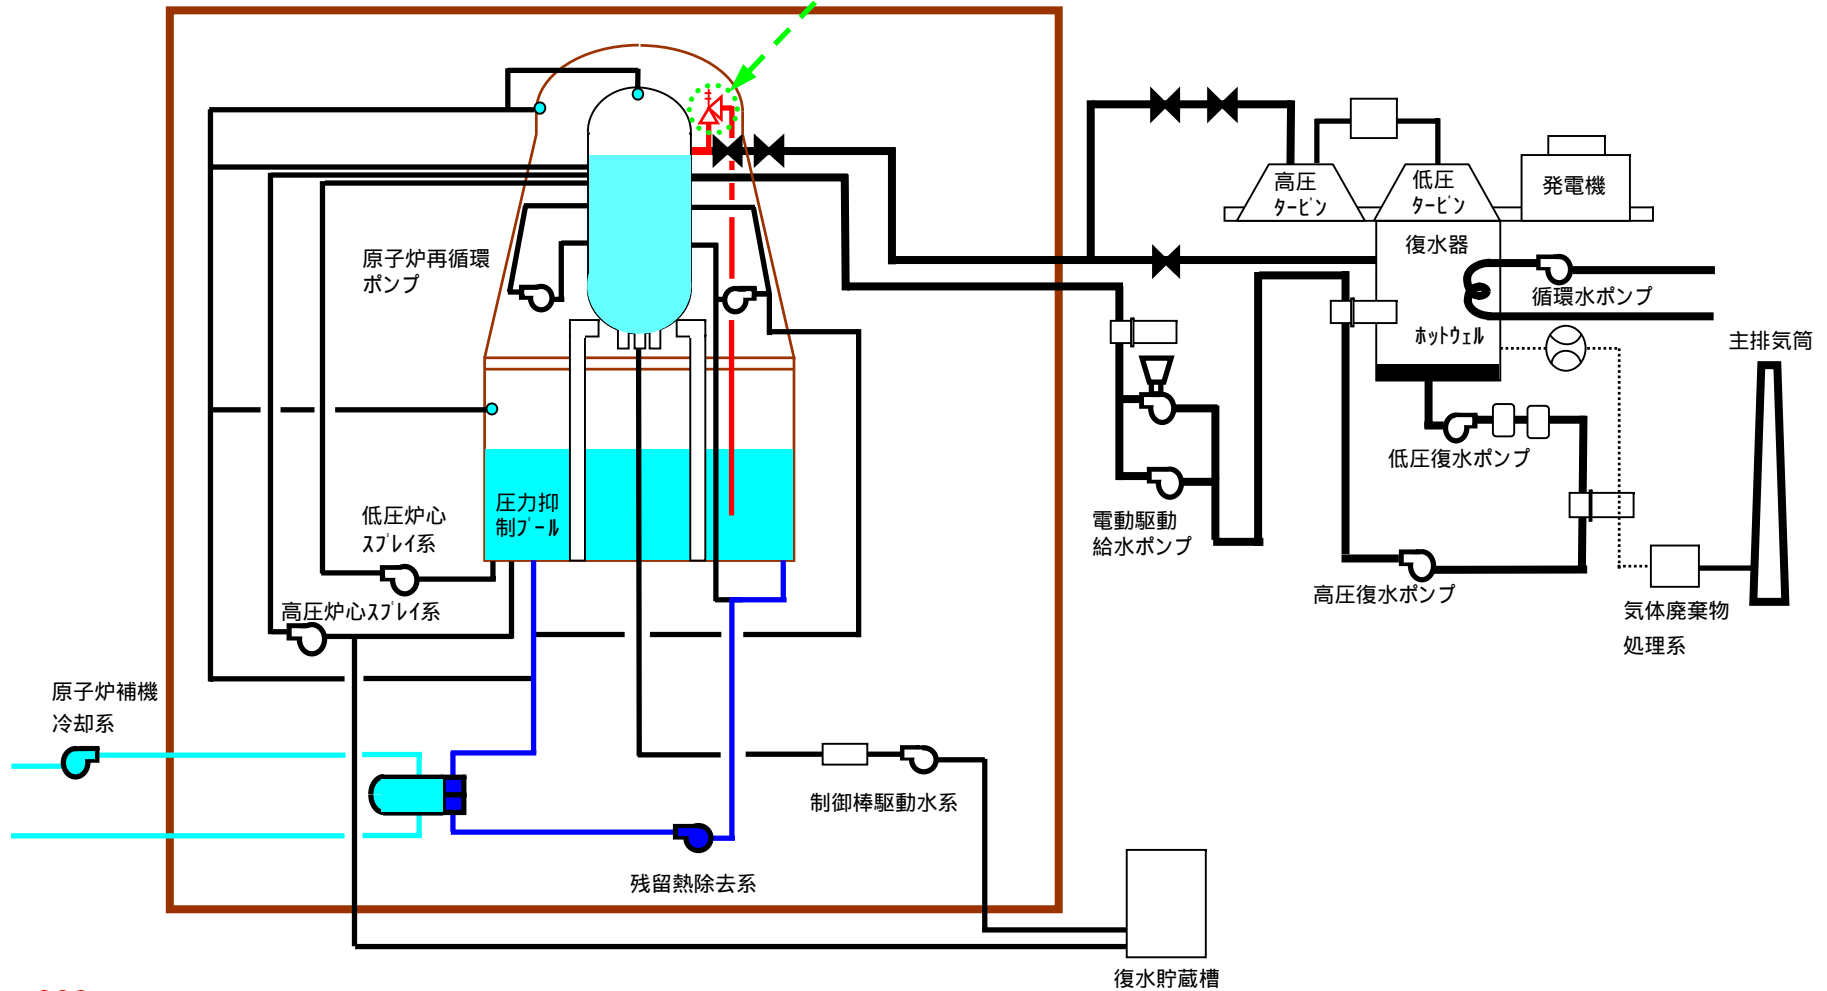 高圧
ﾀｰﾋﾞﾝ
低圧
ﾀｰﾋﾞﾝ
発電機
復水器
原子炉再循環
ポンプ
循環水ポンプ
ﾎｯﾄｳｪﾙ
主排気筒
低圧復水ポンプ
圧力抑
制ﾌﾟｰﾙ
低圧炉心
ｽﾌﾟﾚｲ系
電動駆動
給水ポンプ
高圧炉心ｽﾌﾟﾚｲ系
高圧復水ポンプ
気体廃棄物
処理系
原子炉補機
冷却系
制御棒駆動水系
残留熱除去系
復水貯蔵槽